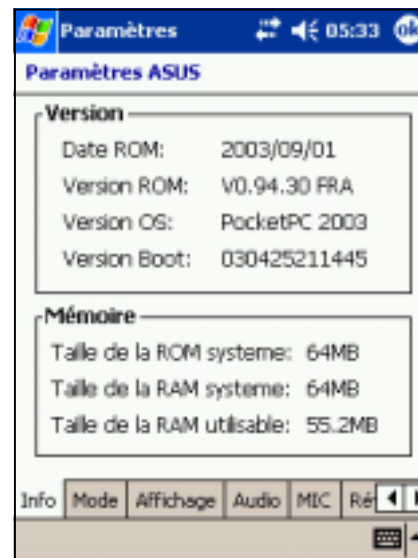 Paramètres 05:33 ok
Paramètres ASUS
Version
Date ROM: 2003/09/01
Version ROM: V0.94.30 FRA
Version OS: PocketPC 2003
Version Boot: 030425211445
Mémoire
Taille de la ROM systeme: 64MB
Taille de la RAM systeme: 64MB
Taille de la RAM utilisable: 55.2MB
Info Mode Affichage Audio MIC Ré